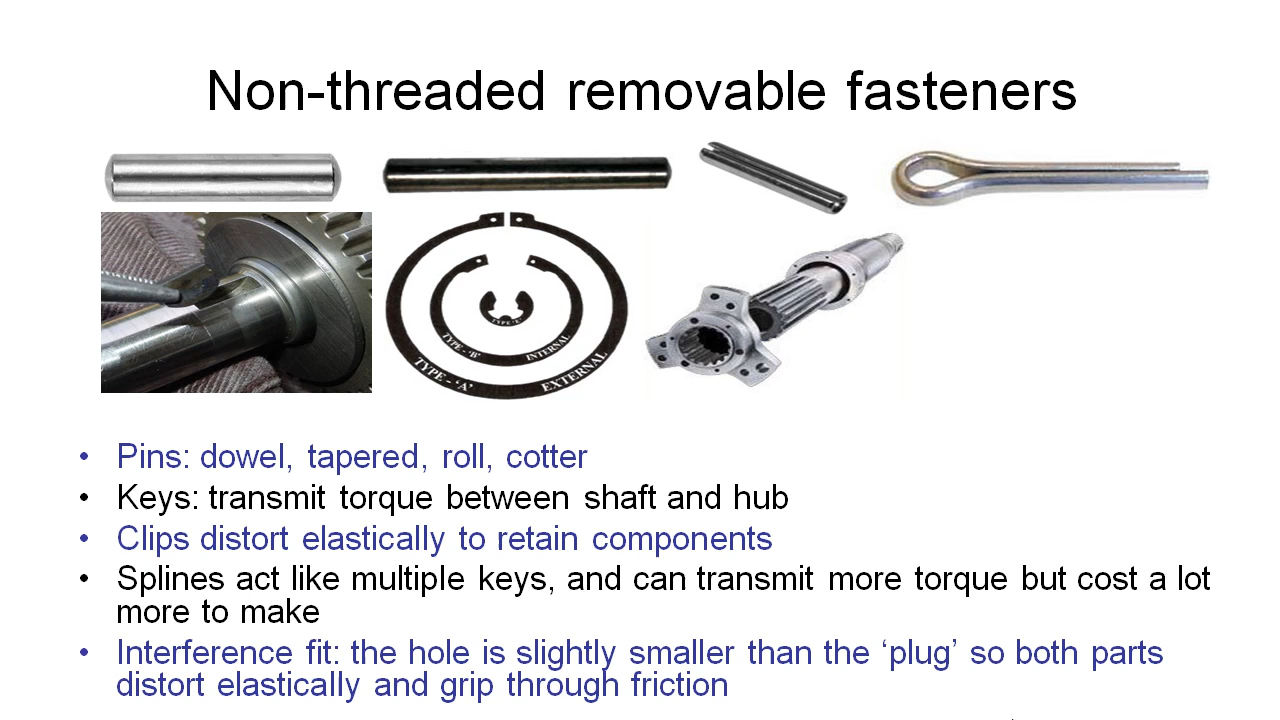 Non-threaded removable fasteners
TYPE 'E'
TYPE - 'B' INTERNAL
TYPE - 'A' EXTERNAL
• Pins: dowel, tapered, roll, cotter
• Keys: transmit torque between shaft and hub
• Clips distort elastically to retain components
• Splines act like multiple keys, and can transmit more torque but cost a lot
more to make
• Interference fit: the hole is slightly smaller than the ‘plug’ so both parts
distort elastically and grip through friction